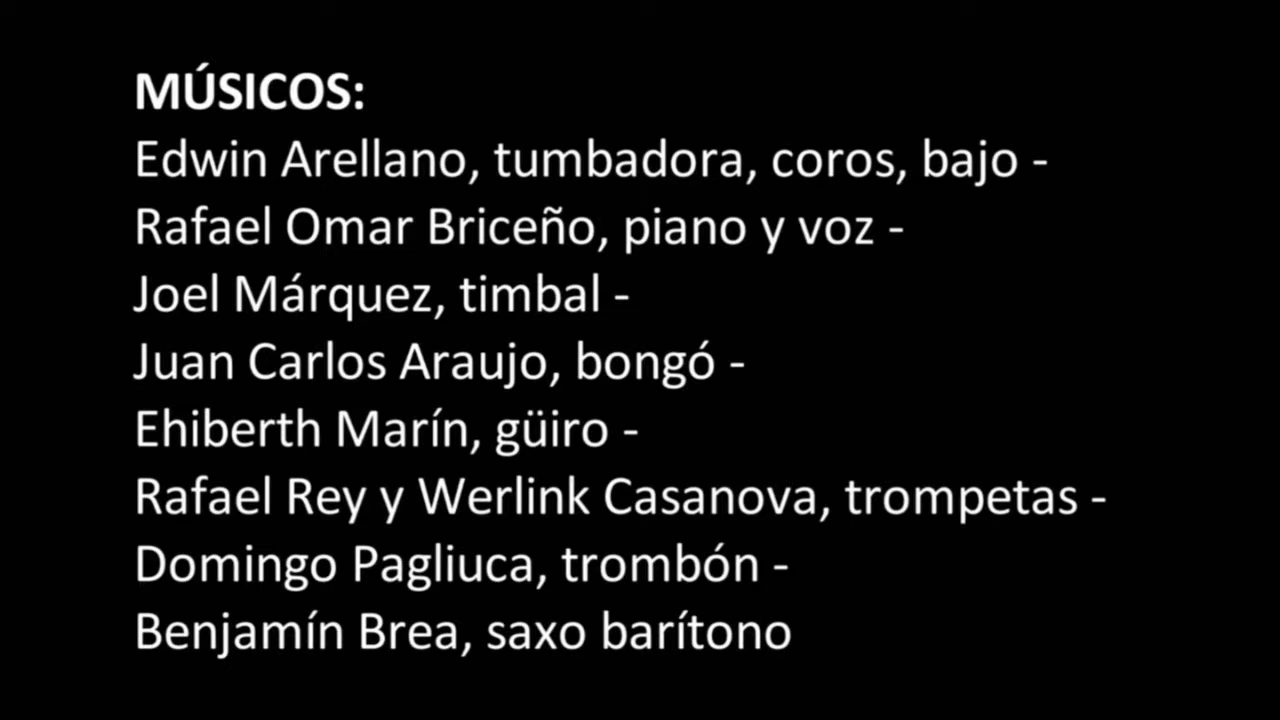 MÚSICOS:
Edwin Arellano, tumbadora, coros, bajo -
Rafael Omar Briceño, piano y voz -
Joel Márquez, timbal -
Juan Carlos Araujo, bongó -
Ehiberth Marín, güiro -
Rafael Rey y Werlink Casanova, trompetas -
Domingo Pagliuca, trombón -
Benjamín Brea, saxo barítono